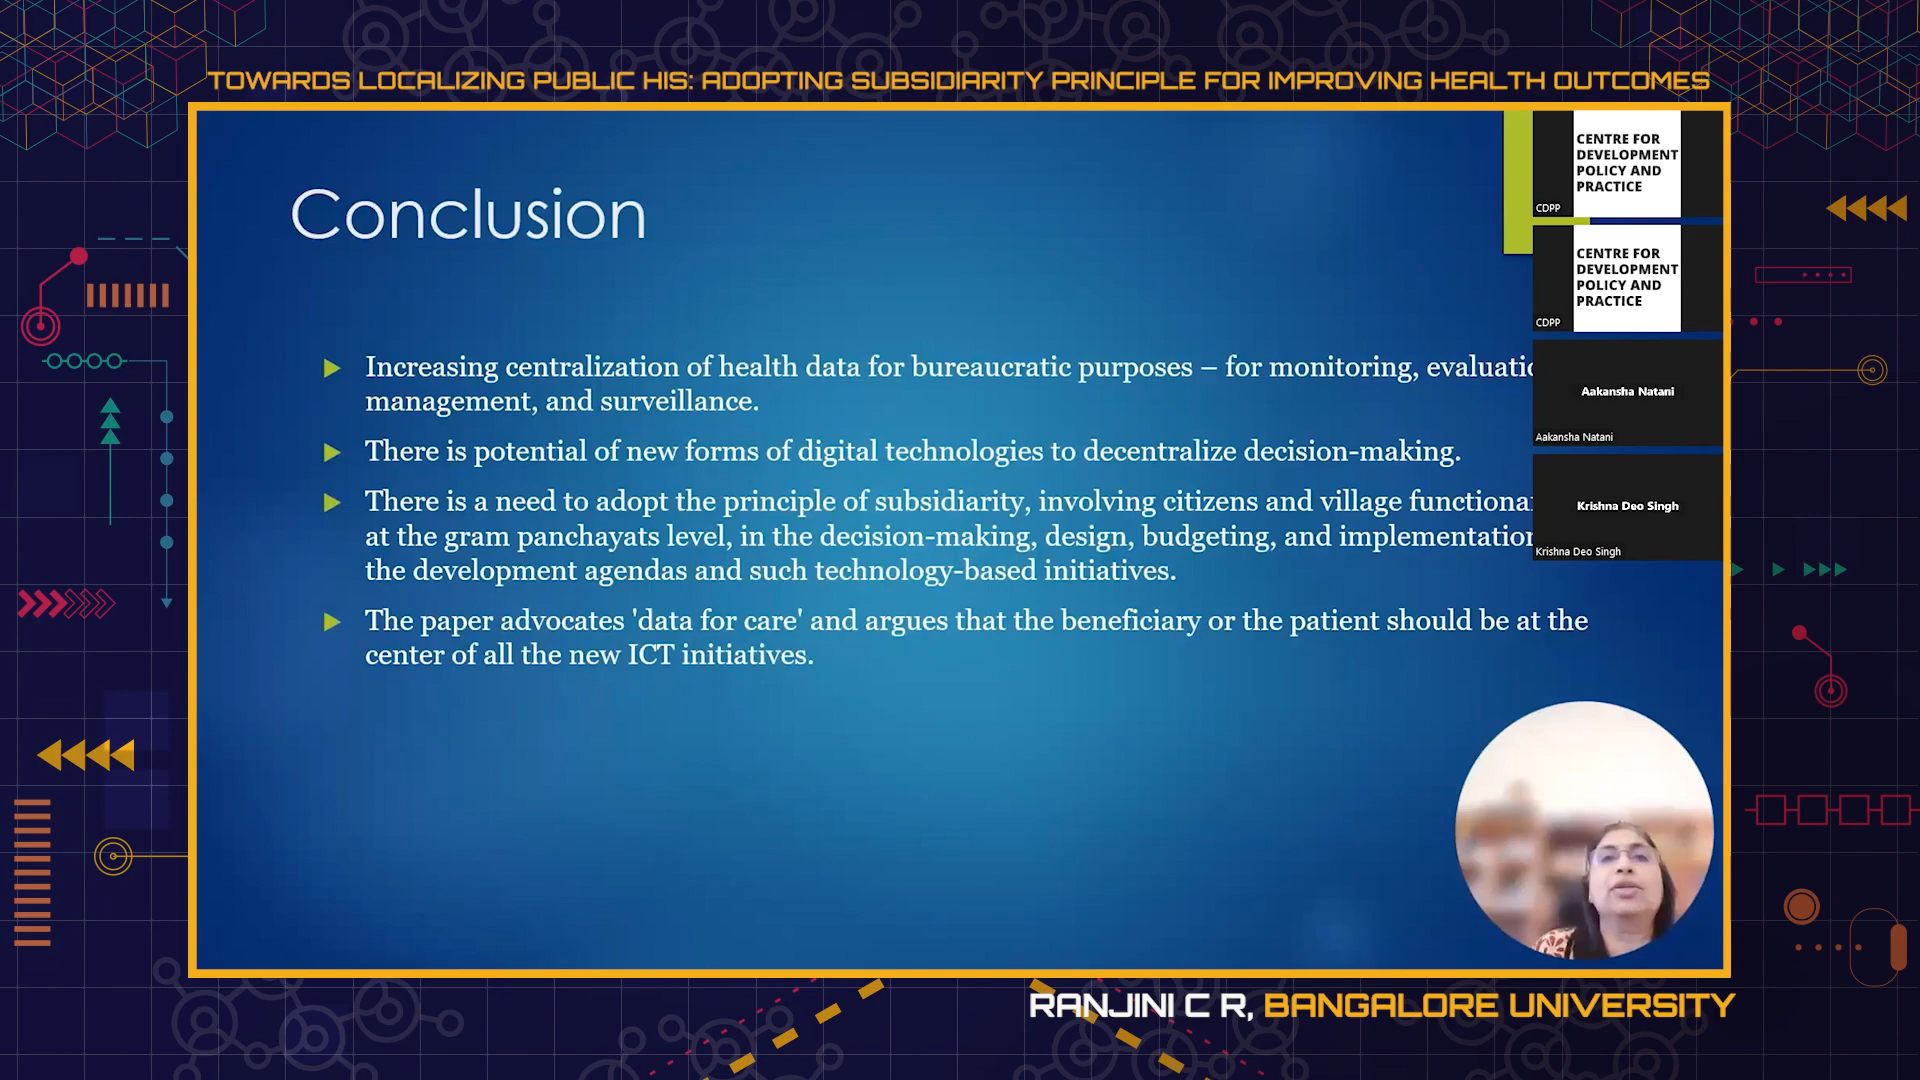 TOWARDS LOCALIZING PUBLIC HIS: ADOPTING SUBSIDIARITY PRINCIPLE FOR IMPROVING HEALTH OUTCOMES
Conclusion
Increasing centralization of health data for bureaucratic purposes – for monitoring,
management, and surveillance.
There is potential of new forms of digital technologies to decentralize decision-making.
There is a need to adopt the principle of subsidiarity, involving citizens and village
at the gram panchayats level, in the decision-making, design, budgeting, and implementation
the development agendas and such technology-based initiatives.
The paper advocates 'data for care' and argues that the beneficiary or the patient should be at the
center of all the new ICT initiatives.
CENTRE FOR
DEVELOPMENT
POLICY AND
PRACTICE
CDPP
CENTRE FOR
DEVELOPMENT
POLICY AND
PRACTICE
CDPP
Aakansha Natani
Aakansha Natani
Krishna Deo Singh
Krishna Deo Singh
RANJINI C R, BANGALORE UNIVERSITY